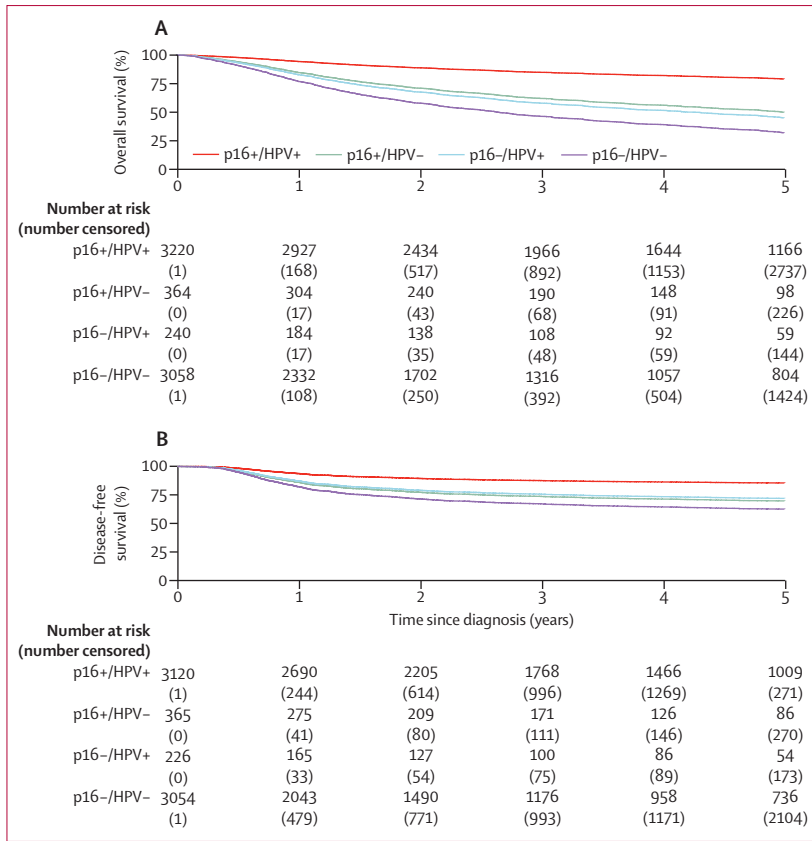 A
100
75
50
25
0
Overall survival (%)
p16+/HPV+ p16+/HPV– p16–/HPV+ p16–/HPV–
0 1 2 3 4 5
Number at risk
(number censored)
p16+/HPV+ 3220 2927 2434 1966 1644 1166
(1) (168) (517) (892) (1153) (2737)
p16+/HPV– 364 304 240 190 148 98
(0) (17) (43) (68) (91) (226)
p16–/HPV+ 240 184 138 108 92 59
(0) (17) (35) (48) (59) (144)
p16–/HPV– 3058 2332 1702 1316 1057 804
(1) (108) (250) (392) (504) (1424)
B
100
75
50
25
0
Disease-free
survival (%)
0 1 2 3 4 5
Time since diagnosis (years)
Number at risk
(number censored)
p16+/HPV+ 3120 2690 2205 1768 1466 1009
(1) (244) (614) (996) (1269) (271)
p16+/HPV– 365 275 209 171 126 86
(0) (41) (80) (111) (146) (270)
p16–/HPV+ 226 165 127 100 86 54
(0) (33) (54) (75) (89) (173)
p16–/HPV– 3054 2043 1490 1176 958 736
(1) (479) (771) (993) (1171) (2104)